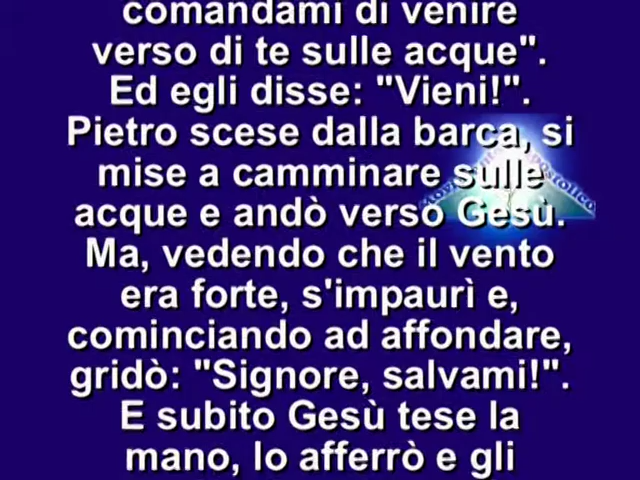 comandami di venire
verso di te sulle acque".
Ed egli disse: "Vieni!".
Pietro scese dalla barca, si
mise a camminare sulle
acque e andò verso Gesù.
Ma, vedendo che il vento
era forte, s'impaurì e,
cominciando ad affondare,
gridò: "Signore, salvami!".
E subito Gesù tese la
mano, lo afferrò e gli